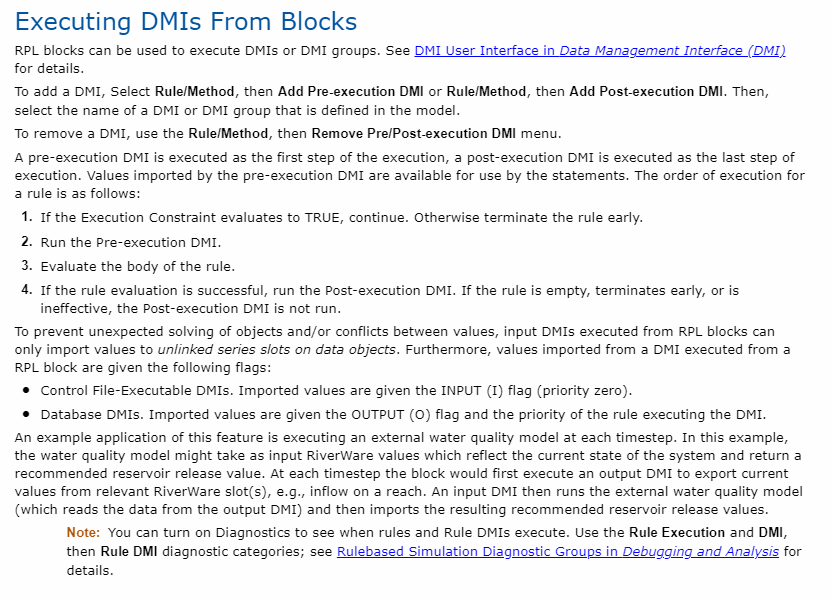 Executing DMIs From Blocks
RPL blocks can be used to execute DMIs or DMI groups. See DMI User Interface in Data Management Interface (DMI)
for details.
To add a DMI, Select Rule/Method, then Add Pre-execution DMI or Rule/Method, then Add Post-execution DMI. Then,
select the name of a DMI or DMI group that is defined in the model.
To remove a DMI, use the Rule/Method, then Remove Pre/Post-execution DMI menu.
A pre-execution DMI is executed as the first step of the execution, a post-execution DMI is executed as the last step of
execution. Values imported by the pre-execution DMI are available for use by the statements. The order of execution for
a rule is as follows:
1. If the Execution Constraint evaluates to TRUE, continue. Otherwise terminate the rule early.
2. Run the Pre-execution DMI.
3. Evaluate the body of the rule.
4. If the rule evaluation is successful, run the Post-execution DMI. If the rule is empty, terminates early, or is
ineffective, the Post-execution DMI is not run.
To prevent unexpected solving of objects and/or conflicts between values, input DMIs executed from RPL blocks can
only import values to unlinked series slots on data objects. Furthermore, values imported from a DMI executed from a
RPL block are given the following flags:
• Control File-Executable DMIs. Imported values are given the INPUT (I) flag (priority zero).
• Database DMIs. Imported values are given the OUTPUT (O) flag and the priority of the rule executing the DMI.
An example application of this feature is executing an external water quality model at each timestep. In this example,
the water quality model might take as input RiverWare values which reflect the current state of the system and return a
recommended reservoir release value. At each timestep the block would first execute an output DMI to export current
values from relevant RiverWare slot(s), e.g., inflow on a reach. An input DMI then runs the external water quality model
(which reads the data from the output DMI) and then imports the resulting recommended reservoir release values.
Note: You can turn on Diagnostics to see when rules and Rule DMIs execute. Use the Rule Execution and DMI,
then Rule DMI diagnostic categories; see Rulebased Simulation Diagnostic Groups in Debugging and Analysis for
details.